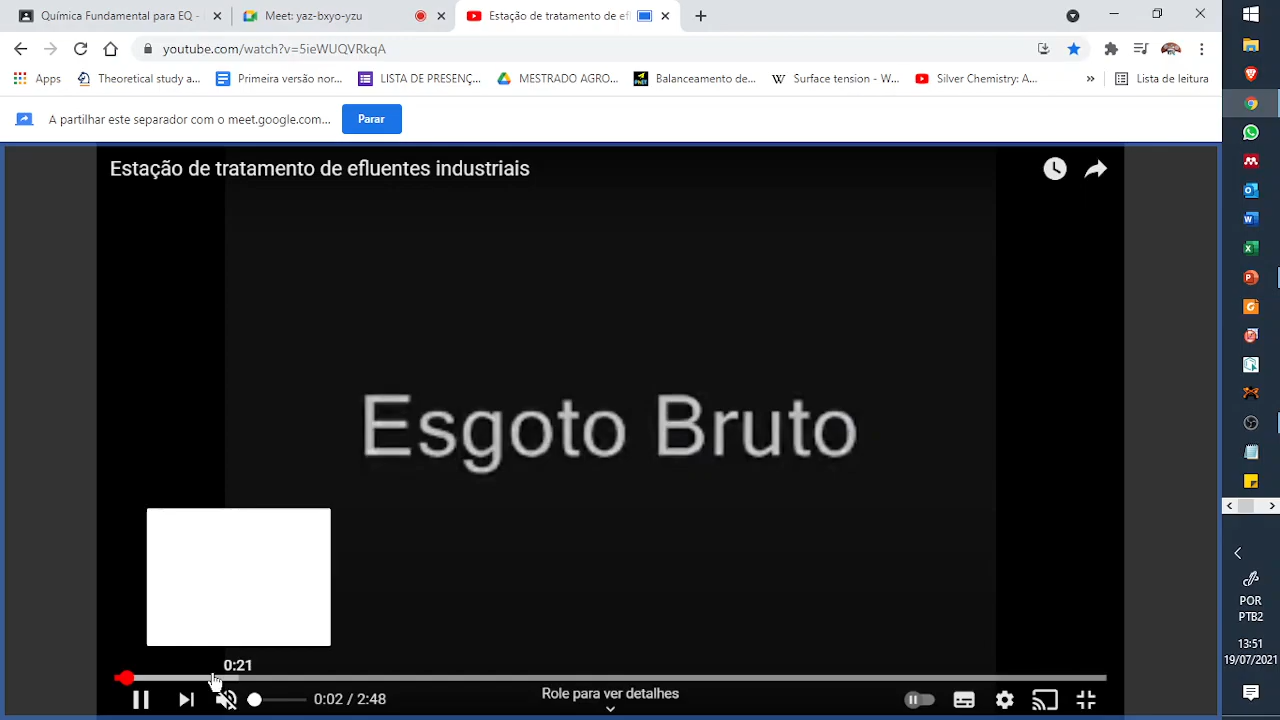 Química Fundamental para EQ -
Meet: yaz-bxyo-yzu
Estação de tratamento de ef
youtube.com/watch?v=5ieWUQVRkqA
Apps
Theoretical study a...
Primeira versão nor...
LISTA DE PRESENÇ...
MESTRADO AGRO...
Balanceamento de...
Surface tension - W...
Silver Chemistry: A...
»
Lista de leitura
A partilhar este separador com o meet.google.com...
Parar
Estação de tratamento de efluentes industriais
Esgoto Bruto
0:21
0:02 / 2:48
Role para ver detalhes
POR
PTB2
13:51
19/07/2021